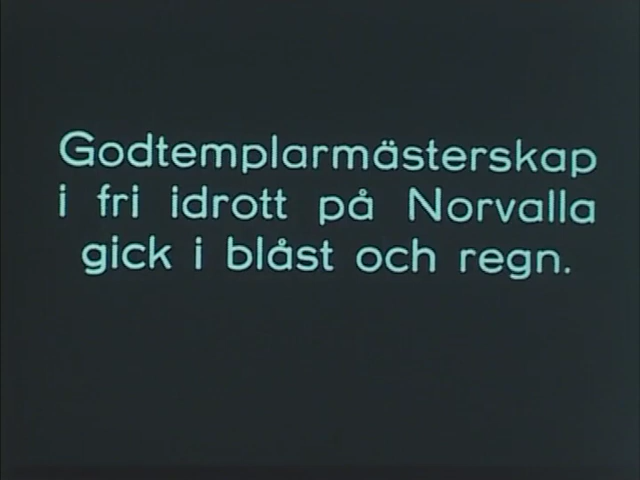 Godtemplarmästerskap
i fri idrott på Norvalla
gick i blåst och regn.